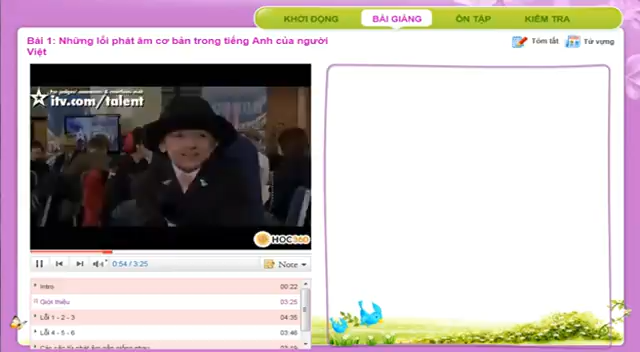 KHỞI ĐỘNG
BÀI GIẢNG
ÔN TẬP
KIỂM TRA
Bài 1: Những lỗi phát âm cơ bản trong tiếng Anh của người
Việt
Tóm tắt
Từ vựng
itv.com/talent
HOC360
0:54 / 3:25
Note
Intro 00:22
Giới thiệu 03:25
Lỗi 1 - 2 - 3 04:35
Lỗi 4 - 5 - 6 03:46